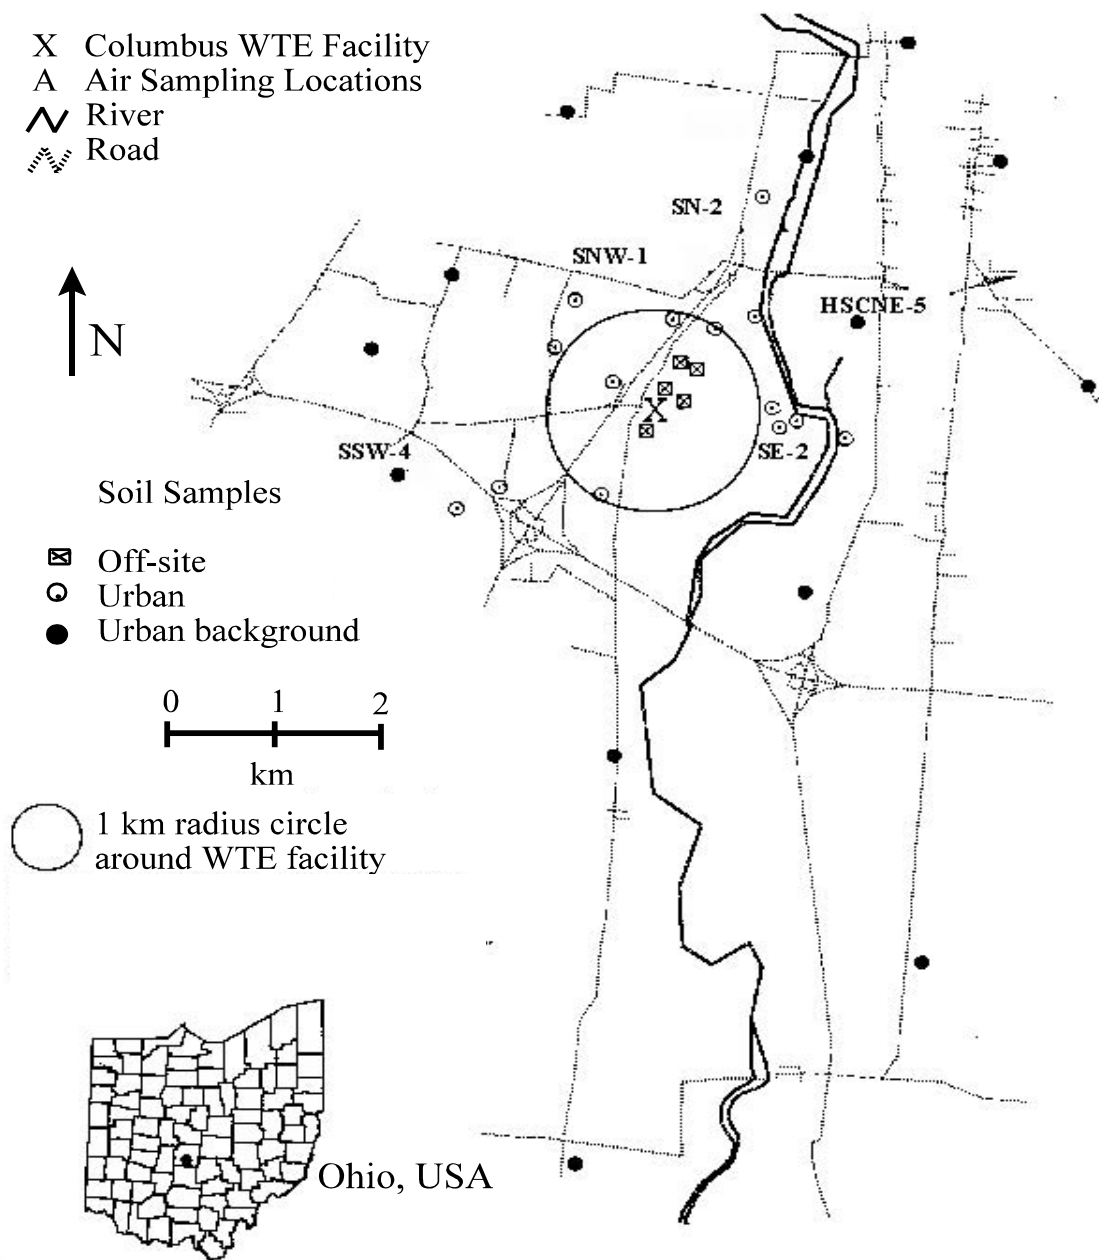 X Columbus WTE Facility
A Air Sampling Locations
River
Road
SN-2
SNW-1
N
HSCNE-5
X
SSW-4
SE-2
Soil Samples
Off-site
Urban
Urban background
0 1 2
km
1 km radius circle
around WTE facility
Ohio, USA